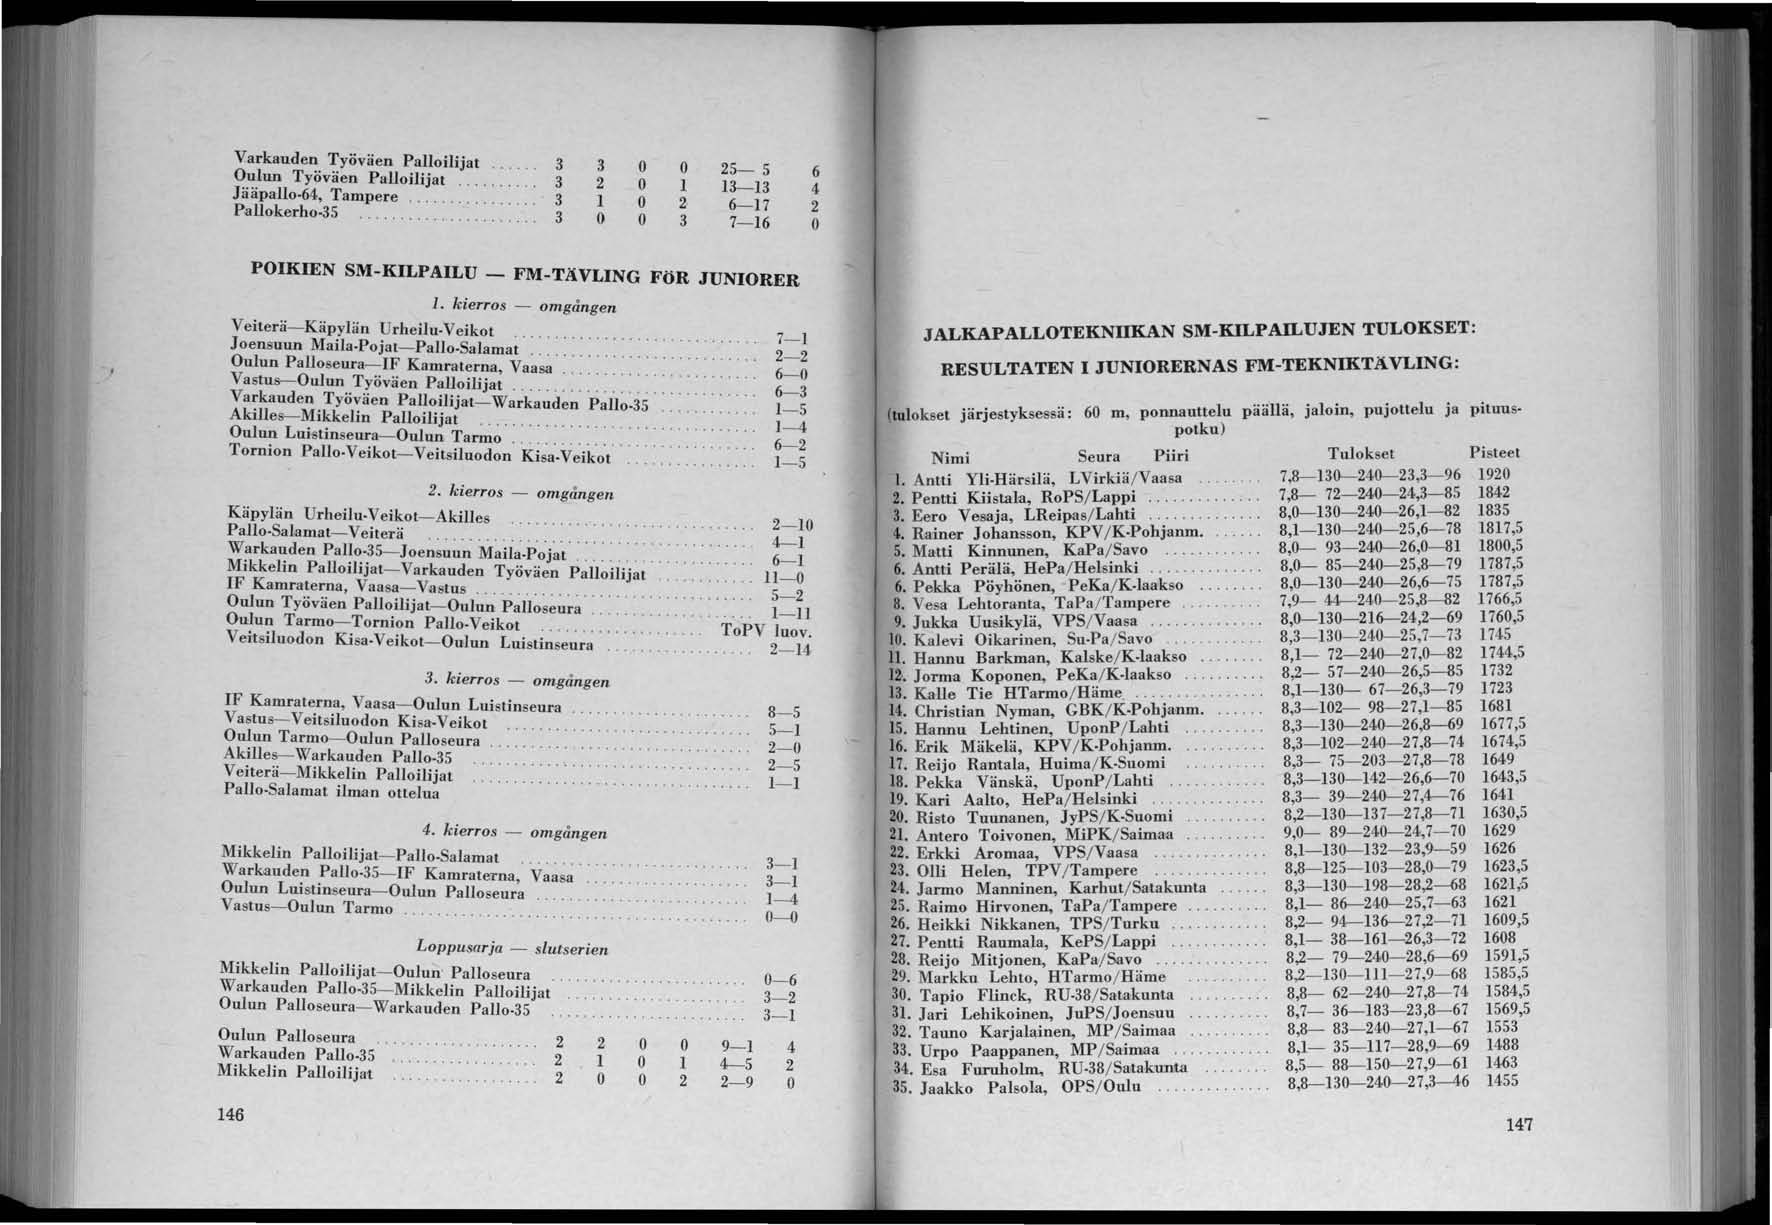 Varkauden Työväen Palloilijat ...... 3 3 0 0 25— 5 6
Oulun Työväen Palloilijat .......... 3 2 0 1 13—13 4
Jääpallo-64, Tampere ................ 3 1 0 2 6—17 2
Pallokerho-35 ...................... 3 0 0 3 7—16 0
POIKIEN SM-KILPAILU — FM-TÄVLING FÖR JUNIORER
1. kierros — omgången
Veiterä—Käpylän Urheilu-Veikot .............................. 7—1
Joensuun Maila-Pojat—Pallo-Salamat ............................ 2—2
Oulun Palloseura—IF Kamraterna, Vaasa ........................ 6—0
Vastus—Oulun Työväen Palloilijat .............................. 6—3
Varkauden Työväen Palloilijat—Warkauden Pallo-35 ............ 1—5
Akilles—Mikkelin Palloilijat .................................. 1—4
Oulun Luistinseura—Oulun Tarmo .............................. 6—2
Tornion Pallo-Veikot—Veitsiluodon Kisa-Veikot ................ 1—5
2. kierros — omgången
Käpylän Urheilu-Veikot—Akilles .............................. 2—10
Pallo-Salamat—Veiterä ........................................ 4—1
Warkauden Pallo-35—Joensuun Maila-Pojat ...................... 6—1
Mikkelin Palloilijat—Varkauden Työväen Palloilijat ............ 11—0
IF Kamraterna, Vaasa—Vastus .................................. 5—2
Oulun Työväen Palloilijat—Oulun Palloseura .................... 1—11
Oulun Tarmo—Tornion Pallo-Veikot .................... ToPV luov.
Veitsiluodon Kisa-Veikot—Oulun Luistinseura .................. 2—14
3. kierros — omgången
IF Kamraterna, Vaasa—Oulun Luistinseura ...................... 8—5
Vastus—Veitsiluodon Kisa-Veikot .............................. 5—1
Oulun Tarmo—Oulun Palloseura ................................ 2—0
Akilles—Warkauden Pallo-35 .................................. 2—5
Veiterä—Mikkelin Palloilijat .................................. 1—1
Pallo-Salamat ilman ottelua
4. kierros — omgången
Mikkelin Palloilijat—Pallo-Salamat ............................ 3—1
Warkauden Pallo-35—IF Kamraterna, Vaasa .................... 3—1
Oulun Luistinseura—Oulun Palloseura .......................... 1—4
Vastus—Oulun Tarmo .......................................... 0—0
Loppusarja — slutserien
Mikkelin Palloilijat—Oulun Palloseura ........................ 0—6
Warkauden Pallo-35—Mikkelin Palloilijat ...................... 3—2
Oulun Palloseura—Warkauden Pallo-35 ........................ 3—1
Oulun Palloseura .................... 2 2 0 0 9—1 4
Warkauden Pallo-35 .................. 2 1 0 1 4—5 2
Mikkelin Palloilijat .................. 2 0 0 2 2—9 0
146
JALKAPALLOTEKNIIKAN SM-KILPAILUJEN TULOKSET:
RESULTATEN I JUNIORERNAS FM-TEKNIKTÄVLING:
(tulokset järjestyksessä: 60 m, ponnauttelu päällä, jaloin, pujottelu ja pituus-
potku)
Nimi Seura Piiri Tulokset Pisteet
1. Antti Yli-Härsilä, LVirkiä/Vaasa ........ 7,8—130—240—23,3—96 1920
2. Pentti Kiistala, RoPS/Lappi .............. 7,8— 72—240—24,3—85 1842
3. Eero Vesaja, LReipas/Lahti .............. 8,0—130—240—26,1—82 1835
4. Rainer Johansson, KPV/K-Pohjanm. ...... 8,1—130—240—25,6—78 1817,5
5. Matti Kinnunen, KaPa/Savo ............ 8,0— 93—240—26,0—81 1800,5
6. Antti Perälä, HePa/Helsinki .............. 8,0— 85—240—25,8—79 1787,5
6. Pekka Pöyhönen, PeKa/K-laakso ........ 8,0—130—240—26,6—75 1787,5
8. Vesa Lehtoranta, TaPa/Tampere .......... 7,9— 44—240—25,8—82 1766,5
9. Jukka Uusikylä, VPS/Vaasa .............. 8,0—130—216—24,2—69 1760,5
10. Kalevi Oikarinen, Su-Pa/Savo ............ 8,3—130—240—25,7—73 1745
11. Hannu Barkman, Kalske/K-laakso ........ 8,1— 72—240—27,0—82 1744,5
12. Jorma Koponen, PeKa/K-laakso .......... 8,2— 57—240—26,5—85 1732
13. Kalle Tie HTarmo/Häme ................ 8,1—130— 67—26,3—79 1723
14. Christian Nyman, GBK/K-Pohjanm. ...... 8,3—102— 98—27,1—85 1681
15. Hannu Lehtinen, UponP/Lahti .......... 8,3—130—240—26,8—69 1677,5
16. Erik Mäkelä, KPV/K-Pohjanm. .......... 8,3—102—240—27,8—74 1674,5
17. Reijo Rantala, Huima/K-Suomi .......... 8,3— 75—203—27,8—78 1649
18. Pekka Vänskä, UponP/Lahti ............ 8,3—130—142—26,6—70 1643,5
19. Kari Aalto, HePa/Helsinki .............. 8,3— 39—240—27,4—76 1641
20. Risto Tuunanen, JyPS/K-Suomi .......... 8,2—130—137—27,8—71 1630,5
21. Antero Toivonen, MiPK/Saimaa .......... 9,0— 89—240—24,7—70 1629
22. Erkki Aromaa, VPS/Vaasa .............. 8,1—130—132—23,9—59 1626
23. Olli Helen, TPV/Tampere .............. 8,8—125—103—28,0—79 1623,5
24. Jarmo Manninen, Karhut/Satakunta ...... 8,3—130—198—28,2—68 1621,5
25. Raimo Hirvonen, TaPa/Tampere .......... 8,1— 86—240—25,7—63 1621
26. Heikki Nikkanen, TPS/Turku ............ 8,2— 94—136—27,2—71 1609,5
27. Pentti Raumala, KePS/Lappi ............ 8,1— 38—161—26,3—72 1608
28. Reijo Mitjonen, KaPa/Savo .............. 8,2— 79—240—28,6—69 1591,5
29. Markku Lehto, HTarmo/Häme .......... 8,2—130—111—27,9—68 1585,5
30. Tapio Flinck, RU-38/Satakunta .......... 8,8— 62—240—27,8—74 1584,5
31. Jari Lehikoinen, JuPS/Joensuu .......... 8,7— 36—183—23,8—67 1569,5
32. Tauno Karjalainen, MP/Saimaa .......... 8,8— 83—240—27,1—67 1553
33. Urpo Paappanen, MP/Saimaa ............ 8,1— 35—117—28,9—69 1488
34. Esa Furuholm, RU-38/Satakunta ........ 8,5— 88—150—27,9—61 1463
35. Jaakko Palsola, OPS/Oulu .............. 8,8—130—240—27,3—46 1455
147